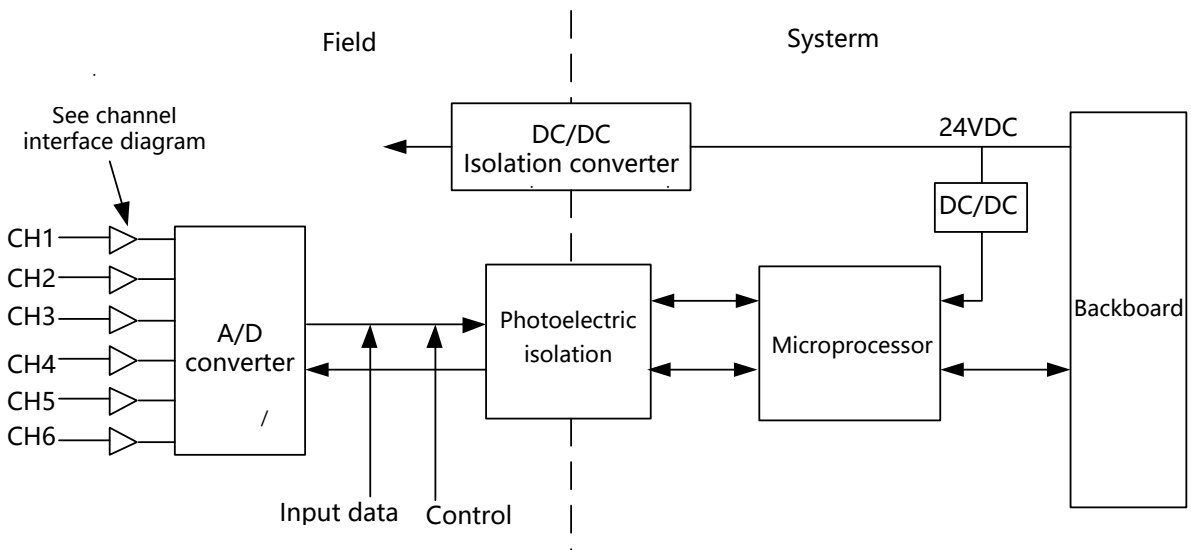 Field
Systerm
See channel
interface diagram
DC/DC
Isolation converter
24VDC
DC/DC
CH1
CH2
CH3
CH4
CH5
CH6
A/D
converter
/
Photoelectric
isolation
Microprocessor
Backboard
Input data
Control